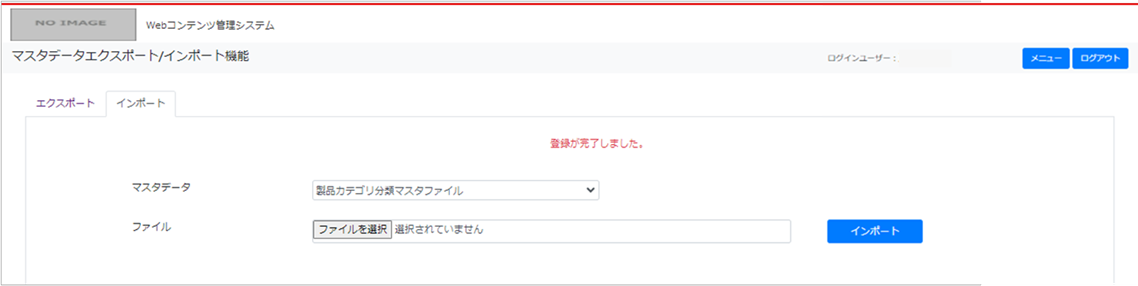 NO IMAGE
Webコンテンツ管理システム
マスタデータエクスポート/インポート機能
ログインユーザー：
メニュー
ログアウト
エクスポート
インポート
登録が完了しました。
マスタデータ
製品カテゴリ分類マスタファイル
ファイル
ファイルを選択 選択されていません
インポート